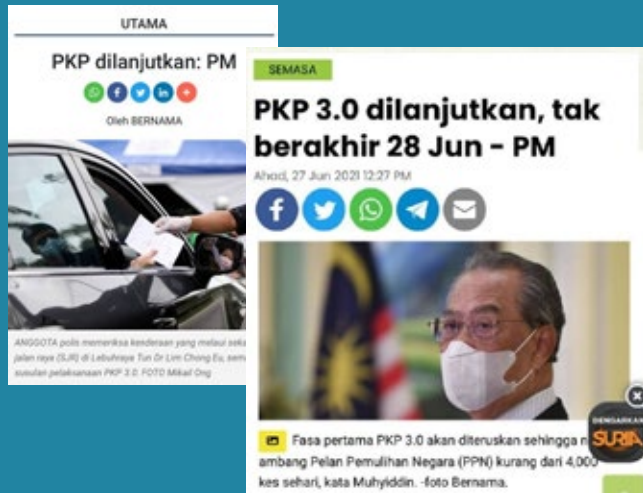 UTAMA
PKP dilanjutkan: PM
Oleh BERNAMA
ANGGOTA polis memeriksa kenderaan yang melaui
jalan raya (SJR) di Lebuhraya Tun Dr Lim Chong Eu,
susulan pelaksanaan PKP 3.0. FOTO Mikail Ong
SEMASA
PKP 3.0 dilanjutkan, tak
berakhir 28 Jun - PM
Ahad, 27 Jun 2021 12:27 PM
Fasa pertama PKP 3.0 akan diteruskan sehingga
ambang Pelan Pemulihan Negara (PPN) kurang dari 4,000
kes sehari, kata Muhyiddin. -foto Bernama.
DENGARKAN
SURIA